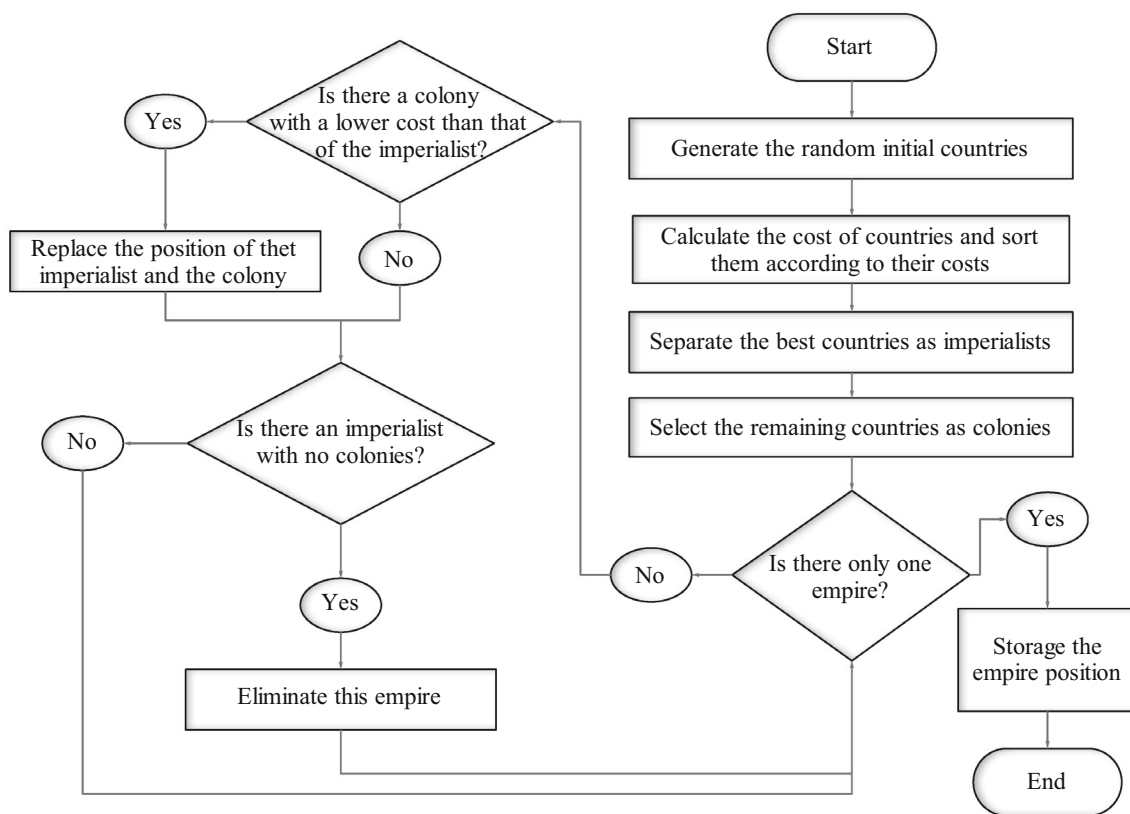 Start
Generate the random initial countries
Calculate the cost of countries and sort
them according to their costs
Separate the best countries as imperialists
Select the remaining countries as colonies
Is there only one
empire?
Yes
Storage the
empire position
End
No
Is there a colony
with a lower cost than that
of the imperialist?
Yes
Replace the position of thet
imperialist and the colony
No
Is there an imperialist
with no colonies?
No
Yes
Eliminate this empire